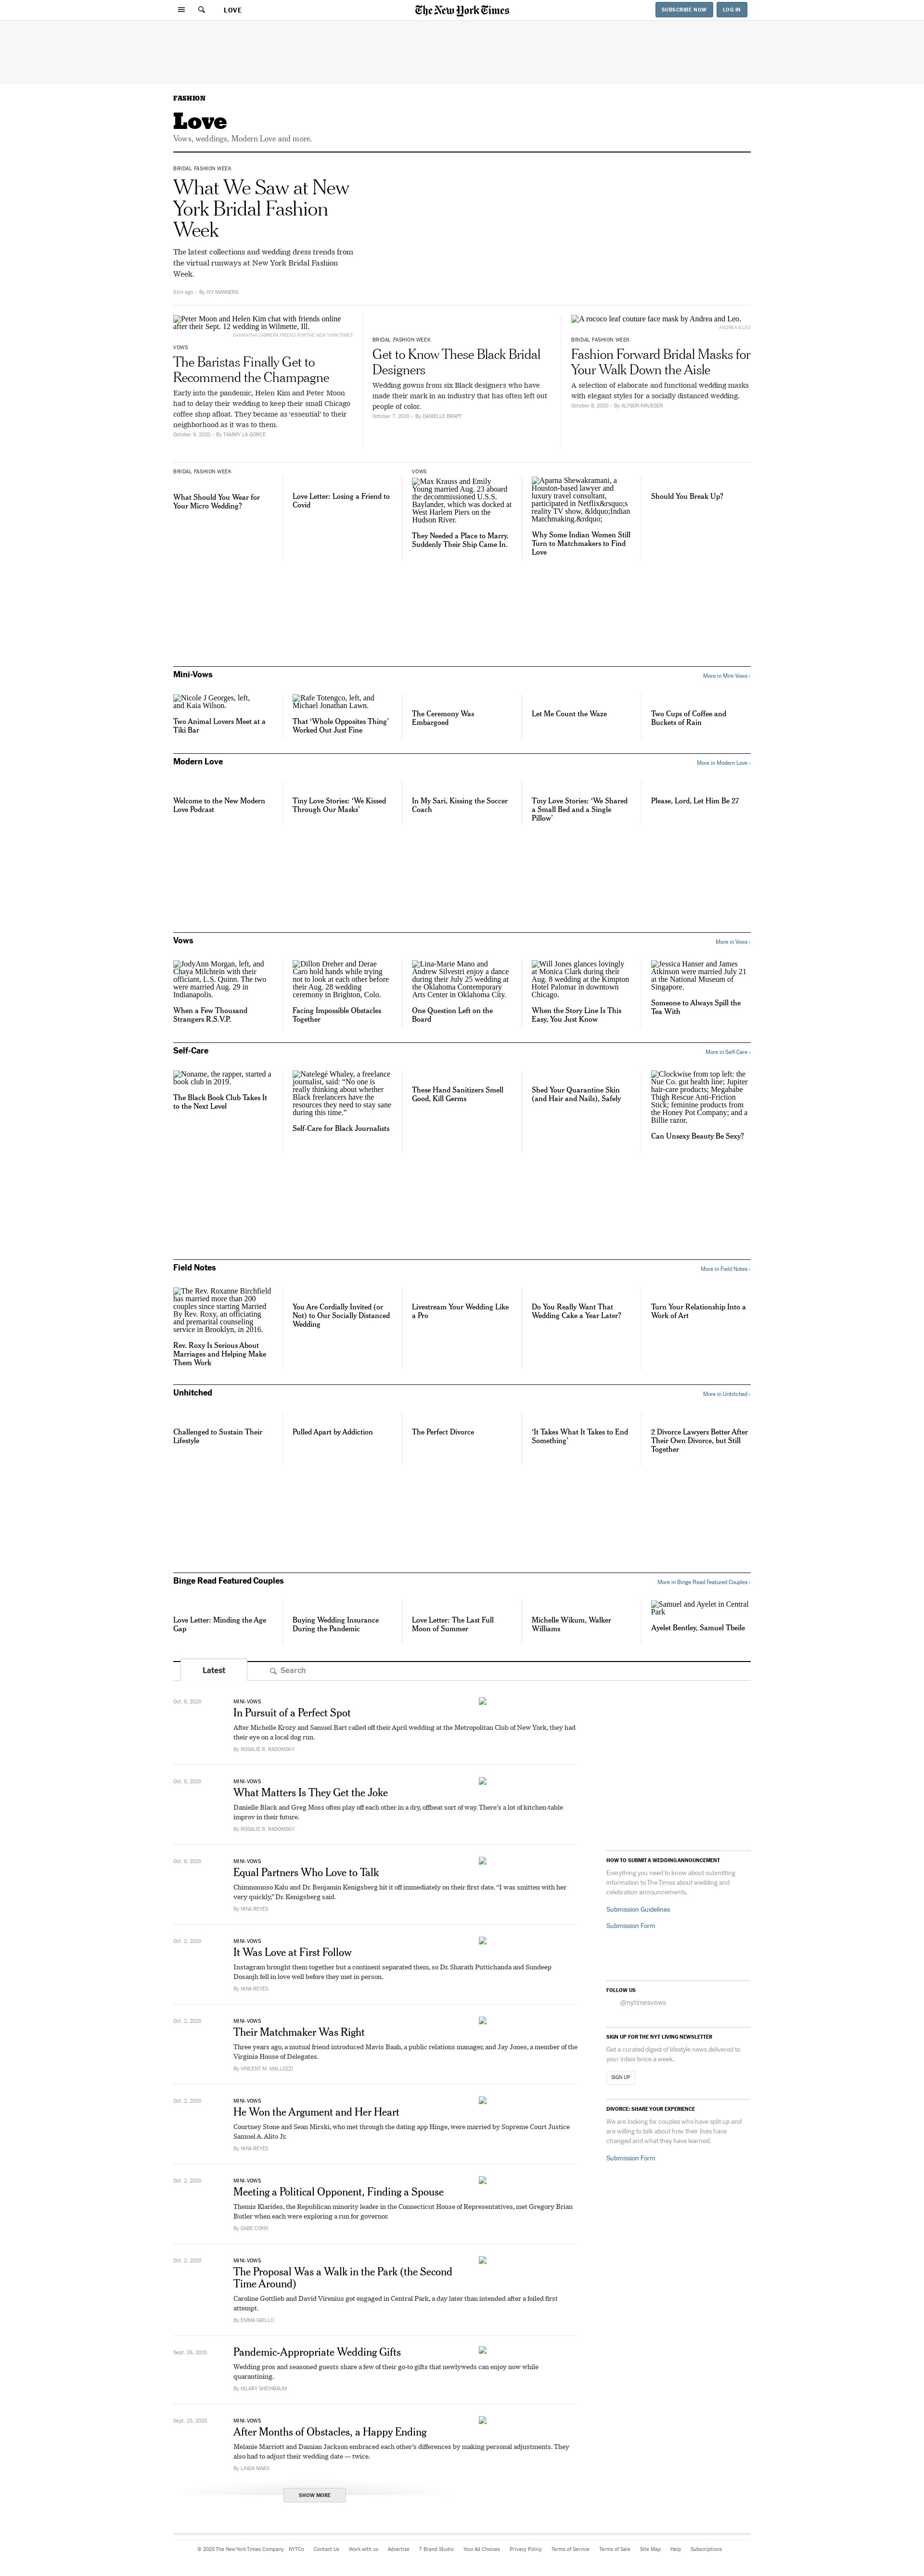 LOVE
The New York Times
SUBSCRIBE NOW
LOG IN
FASHION
Love
Vows, weddings, Modern Love and more.
BRIDAL FASHION WEEK
What We Saw at New
York Bridal Fashion
Week
The latest collections and wedding dress trends from
the virtual runways at New York Bridal Fashion
Week.
51m ago - By IVY MANNERS
Peter Moon and Helen Kim chat with friends online
after their Sept. 12 wedding in Wilmette, Ill.
SAMANTHA CABRERA FRIEND FOR THE NEW YORK TIMES
VOWS
The Baristas Finally Get to
Recommend the Champagne
Early into the pandemic, Helen Kim and Peter Moon
had to delay their wedding to keep their small Chicago
coffee shop afloat. They became as ‘essential’ to their
neighborhood as it was to them.
October 9, 2020 - By TAMMY LA GORCE
BRIDAL FASHION WEEK
Get to Know These Black Bridal
Designers
Wedding gowns from six Black designers who have
made their mark in an industry that has often left out
people of color.
October 7, 2020 - By DANIELLE BRAFF
A rococo leaf couture face mask by Andrea and Leo.
ANDREA & LEO
BRIDAL FASHION WEEK
Fashion Forward Bridal Masks for
Your Walk Down the Aisle
A selection of elaborate and functional wedding masks
with elegant styles for a socially distanced wedding.
October 8, 2020 - By ALYSON KRUEGER
BRIDAL FASHION WEEK
What Should You Wear for
Your Micro Wedding?
Love Letter: Losing a Friend to
Covid
VOWS
Max Krauss and Emily
Young married Aug. 23 aboard
the decommissioned U.S.S.
Baylander, which was docked at
West Harlem Piers on the
Hudson River.
They Needed a Place to Marry.
Suddenly Their Ship Came In.
Aparna Shewakramani, a
Houston-based lawyer and
luxury travel consultant,
participated in Netflix&rsquo;s
reality TV show, &ldquo;Indian
Matchmaking.&rdquo;
Why Some Indian Women Still
Turn to Matchmakers to Find
Love
Should You Break Up?
Mini-Vows
More in Mini-Vows ›
Nicole J Georges, left,
and Kaia Wilson.
Two Animal Lovers Meet at a
Tiki Bar
Rafe Totengco, left, and
Michael Jonathan Lawn.
That ‘Whole Opposites Thing’
Worked Out Just Fine
The Ceremony Was
Embargoed
Let Me Count the Waze
Two Cups of Coffee and
Buckets of Rain
Modern Love
More in Modern Love ›
Welcome to the New Modern
Love Podcast
Tiny Love Stories: ‘We Kissed
Through Our Masks’
In My Sari, Kissing the Soccer
Coach
Tiny Love Stories: ‘We Shared
a Small Bed and a Single
Pillow’
Please, Lord, Let Him Be 27
Vows
More in Vows ›
JodyAnn Morgan, left, and
Chaya Milchtein with their
officiant, L.S. Quinn. The two
were married Aug. 29 in
Indianapolis.
When a Few Thousand
Strangers R.S.V.P.
Dillon Dreher and Derae
Caro hold hands while trying
not to look at each other before
their Aug. 28 wedding
ceremony in Brighton, Colo.
Facing Impossible Obstacles
Together
Lina-Marie Mano and
Andrew Silvestri enjoy a dance
during their July 25 wedding at
the Oklahoma Contemporary
Arts Center in Oklahoma City.
One Question Left on the
Board
Will Jones glances lovingly
at Monica Clark during their
Aug. 8 wedding at the Kimpton
Hotel Palomar in downtown
Chicago.
When the Story Line Is This
Easy, You Just Know
Jessica Hanser and James
Atkinson were married July 21
at the National Museum of
Singapore.
Someone to Always Spill the
Tea With
Self-Care
More in Self-Care ›
Noname, the rapper, started a
book club in 2019.
The Black Book Club Takes It
to the Next Level
Natelegé Whaley, a freelance
journalist, said: “No one is
really thinking about whether
Black freelancers have the
resources they need to stay sane
during this time.”
Self-Care for Black Journalists
These Hand Sanitizers Smell
Good, Kill Germs
Shed Your Quarantine Skin
(and Hair and Nails), Safely
Clockwise from top left: the
Nue Co. gut health line; Jupiter
hair-care products; Megababe
Thigh Rescue Anti-Friction
Stick; feminine products from
the Honey Pot Company; and a
Billie razor.
Can Unsexy Beauty Be Sexy?
Field Notes
More in Field Notes ›
The Rev. Roxanne Birchfield
has married more than 200
couples since starting Married
By Rev. Roxy, an officiating
and premarital counseling
service in Brooklyn, in 2016.
Rev. Roxy Is Serious About
Marriages and Helping Make
Them Work
You Are Cordially Invited (or
Not) to Our Socially Distanced
Wedding
Livestream Your Wedding Like
a Pro
Do You Really Want That
Wedding Cake a Year Later?
Turn Your Relationship Into a
Work of Art
Unhitched
More in Unhitched ›
Challenged to Sustain Their
Lifestyle
Pulled Apart by Addiction
The Perfect Divorce
‘It Takes What It Takes to End
Something’
2 Divorce Lawyers Better After
Their Own Divorce, but Still
Together
Binge Read Featured Couples
More in Binge Read Featured Couples ›
Love Letter: Minding the Age
Gap
Buying Wedding Insurance
During the Pandemic
Love Letter: The Last Full
Moon of Summer
Michelle Wikum, Walker
Williams
Samuel and Ayelet in Central
Park
Ayelet Bentley, Samuel Tbeile
Latest
Search
Oct. 9, 2020
MINI-VOWS
In Pursuit of a Perfect Spot
After Michelle Krozy and Samuel Bart called off their April wedding at the Metropolitan Club of New York, they had
their eye on a local dog run.
By ROSALIE R. RADOMSKY
Oct. 9, 2020
MINI-VOWS
What Matters Is They Get the Joke
Danielle Black and Greg Moss often play off each other in a dry, offbeat sort of way. There’s a lot of kitchen-table
improv in their future.
By ROSALIE R. RADOMSKY
Oct. 9, 2020
MINI-VOWS
Equal Partners Who Love to Talk
Chimnomnso Kalu and Dr. Benjamin Kenigsberg hit it off immediately on their first date. “I was smitten with her
very quickly,” Dr. Kenigsberg said.
By NINA REYES
Oct. 2, 2020
MINI-VOWS
It Was Love at First Follow
Instagram brought them together but a continent separated them, so Dr. Sharath Puttichanda and Sundeep
Dosanjh fell in love well before they met in person.
By NINA REYES
Oct. 2, 2020
MINI-VOWS
Their Matchmaker Was Right
Three years ago, a mutual friend introduced Mavis Baah, a public relations manager, and Jay Jones, a member of the
Virginia House of Delegates.
By VINCENT M. MALLOZZI
Oct. 2, 2020
MINI-VOWS
He Won the Argument and Her Heart
Courtney Stone and Sean Mirski, who met through the dating app Hinge, were married by Supreme Court Justice
Samuel A. Alito Jr.
By NINA REYES
Oct. 2, 2020
MINI-VOWS
Meeting a Political Opponent, Finding a Spouse
Themis Klarides, the Republican minority leader in the Connecticut House of Representatives, met Gregory Brian
Butler when each were exploring a run for governor.
By GABE COHN
Oct. 2, 2020
MINI-VOWS
The Proposal Was a Walk in the Park (the Second
Time Around)
Caroline Gottlieb and David Virenius got engaged in Central Park, a day later than intended after a foiled first
attempt.
By EMMA GRILLO
Sept. 26, 2020
Pandemic-Appropriate Wedding Gifts
Wedding pros and seasoned guests share a few of their go-to gifts that newlyweds can enjoy now while
quarantining.
By HILARY SHEINBAUM
Sept. 25, 2020
MINI-VOWS
After Months of Obstacles, a Happy Ending
Melanie Marriott and Damian Jackson embraced each other’s differences by making personal adjustments. They
also had to adjust their wedding date — twice.
By LINDA MARX
SHOW MORE
HOW TO SUBMIT A WEDDING ANNOUNCEMENT
Everything you need to know about submitting
information to The Times about wedding and
celebration announcements.
Submission Guidelines
Submission Form
FOLLOW US
@nytimesvows
SIGN UP FOR THE NYT LIVING NEWSLETTER
Get a curated digest of lifestyle news delivered to
your inbox twice a week.
SIGN UP
DIVORCE: SHARE YOUR EXPERIENCE
We are looking for couples who have split up and
are willing to talk about how their lives have
changed and what they have learned.
Submission Form
© 2020 The New York Times Company NYTCo Contact Us Work with us Advertise T Brand Studio Your Ad Choices Privacy Policy Terms of Service Terms of Sale Site Map Help Subscriptions